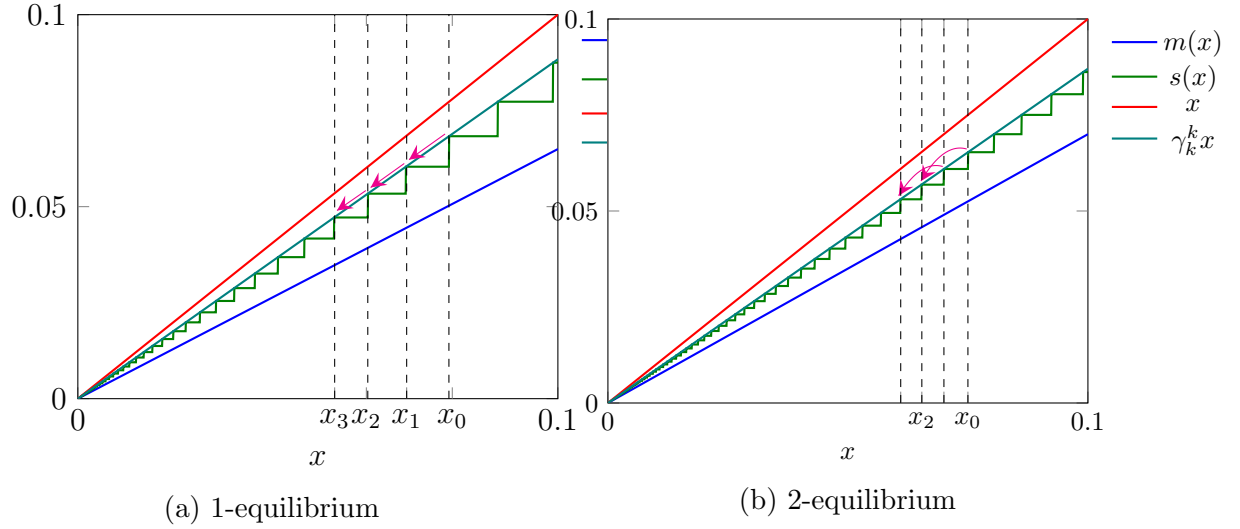 0.1
0.05
0
0
x₃ x₂ x₁ x₀ 0.1
x
(a) 1-equilibrium
0.1
0.05
0
0
x₂ x₀ 0.1
x
(b) 2-equilibrium
m(x)
s(x)
x
γₖᵏx